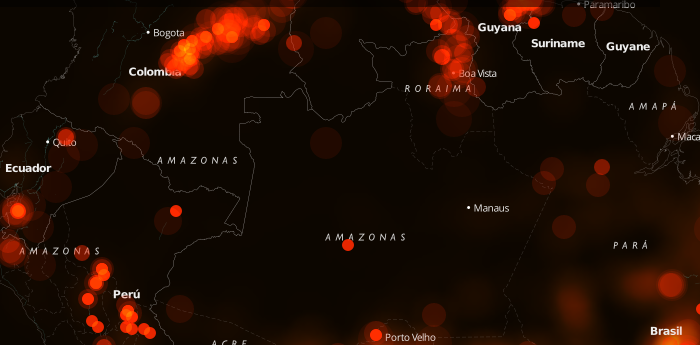 Paramaribo
Bogota
Guyana
Suriname
Guyane
Colombia
Boa Vista
RORAIMA
AMAPÁ
Maca
Quito
AMAZONAS
Ecuador
Manaus
AMAZONAS
PARÁ
AMAZONAS
Perú
Brasil
Porto Velho
ACRE